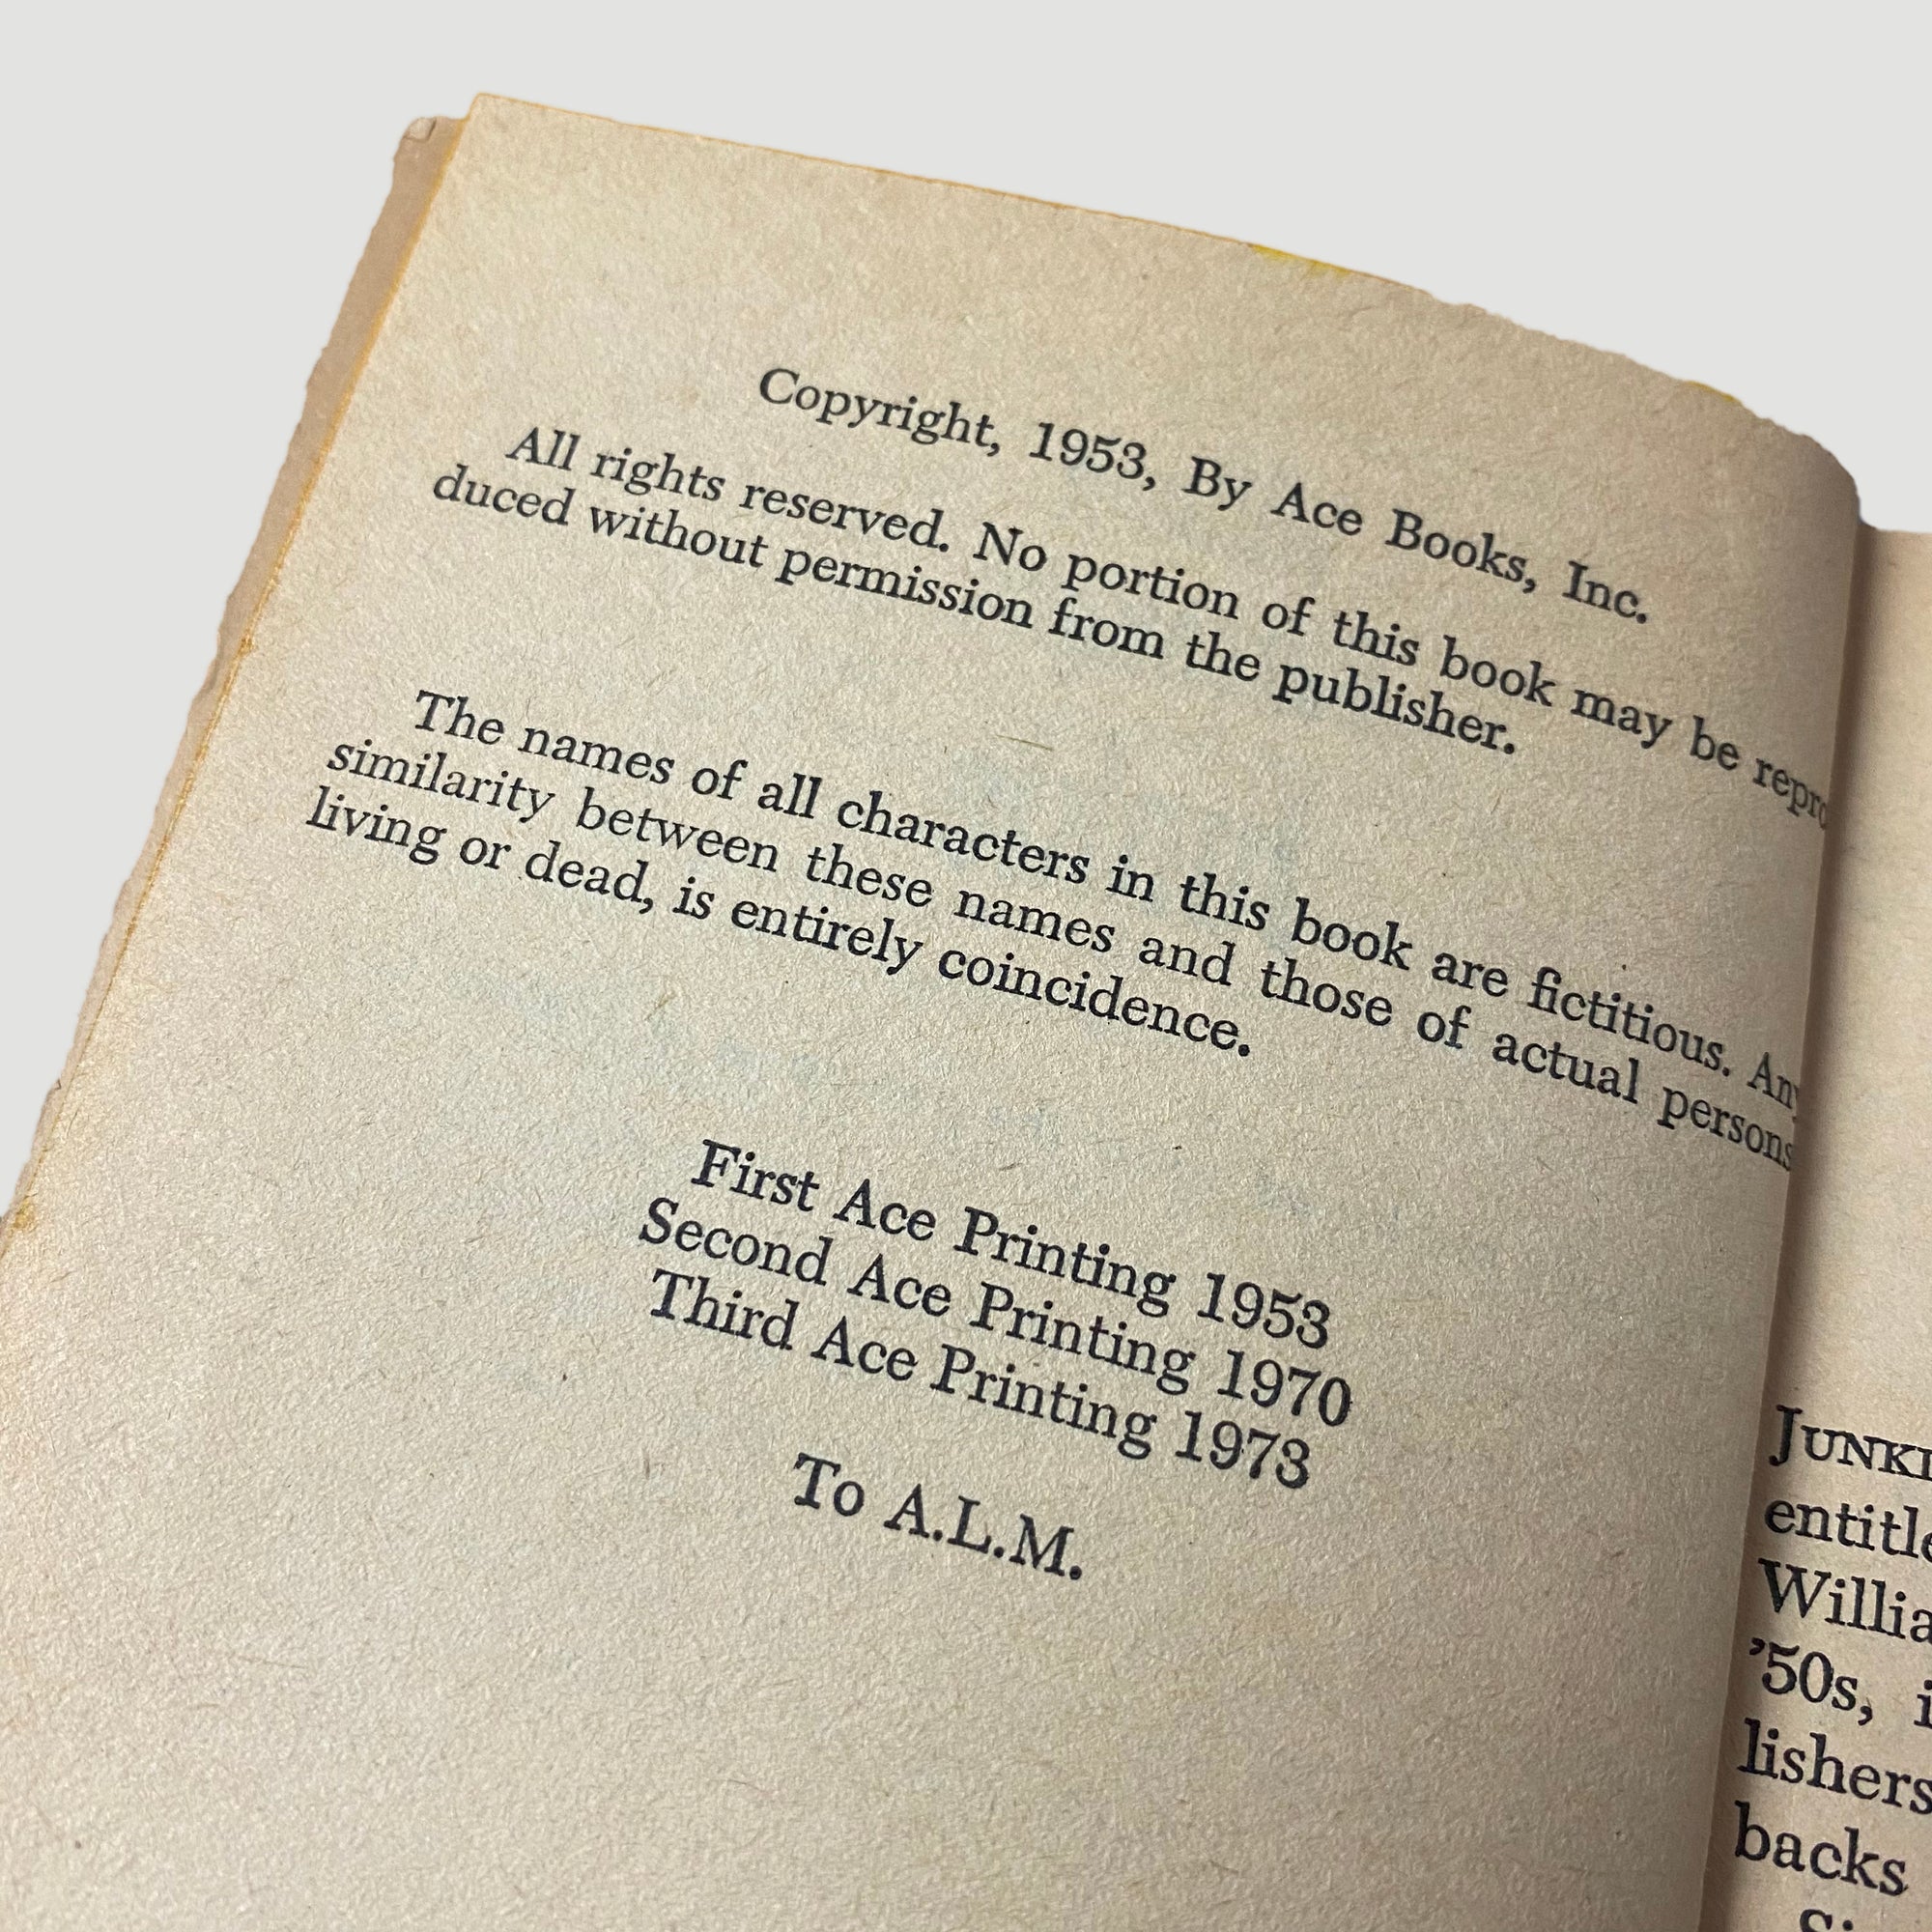 Copyright, 1953, By Ace Books, Inc.
All rights reserved. No portion of this book may be repro
duced without permission from the publisher.
The names of all characters in this book are fictitious. Any
similarity between these names and those of actual persons
living or dead, is entirely coincidence.
First Ace Printing 1953
Second Ace Printing 1970
Third Ace Printing 1973
To A.L.M.
’50s,
lishers
backs